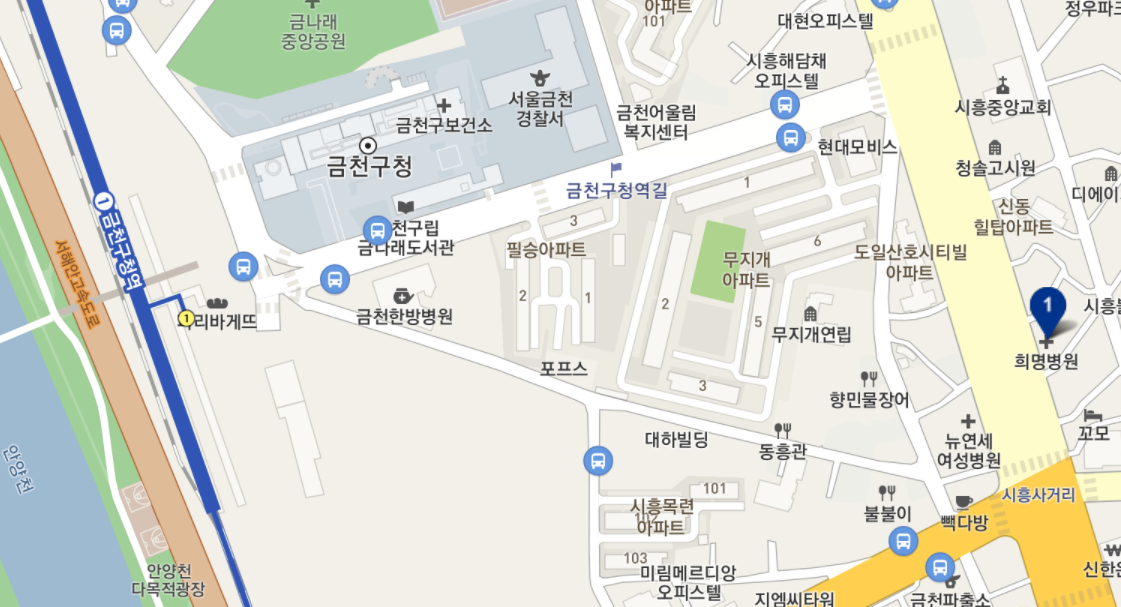 아파트
101
금나래
중앙공원
대현오피스텔
시흥해담채
오피스텔
서울금천
경찰서
금천구보건소
금천어울림
복지센터
시흥중앙교회
현대모비스
청솔고시원
금천구청
금천구청역길
1
디에이
신동
힐탑아파트
1
금천구청역
천구립
금나래도서관
3
필승아파트
6
무지개
아파트
도일산호시티빌
아파트
서해안고속도로
2
1
2
5
1
1
리바게뜨
금천한방병원
무지개연립
희명병원
포프스
3
향민물장어
꼬모
대하빌딩
동흥관
뉴연세
여성병원
안양천
101
시흥목련
아파트
불불이
빽다방
시흥사거리
103
안양천
다목적광장
미림메르디앙
오피스텔
지엠씨타워
금천파출소
신한은